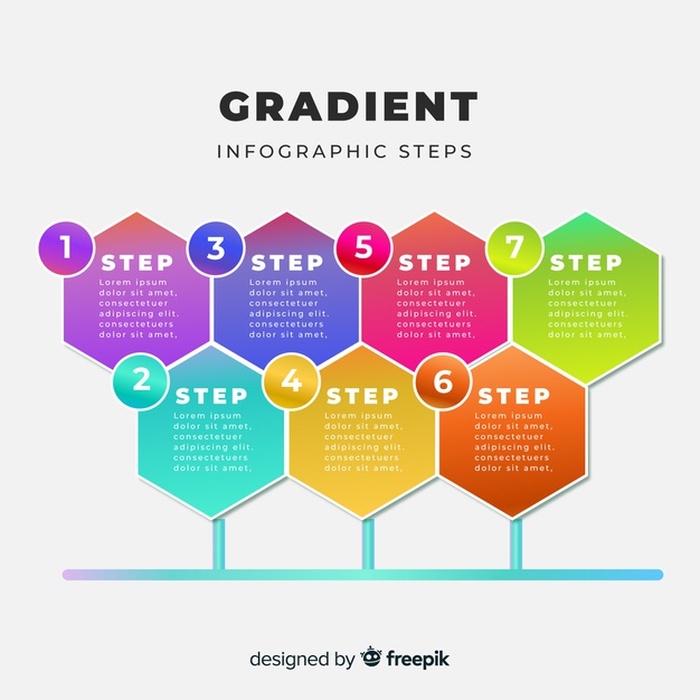 GRADIENT
INFOGRAPHIC STEPS
1
STEP
Lorem ipsum
dolor sit amet,
consectetuer
adipiscing elit.
consectetuers
dolor sit amet,
2
STEP
Lorem ipsum
dolor sit amet,
consectetuer
adipiscing elit.
consectetuers
dolor sit amet,
3
STEP
Lorem ipsum
dolor sit amet,
consectetuer
adipiscing elit.
consectetuers
dolor sit amet,
4
STEP
Lorem ipsum
dolor sit amet,
consectetuer
adipiscing elit.
consectetuers
dolor sit amet,
5
STEP
Lorem ipsum
dolor sit amet,
consectetuer
adipiscing elit.
consectetuers
dolor sit amet,
6
STEP
Lorem ipsum
dolor sit amet,
consectetuer
adipiscing elit.
consectetuers
dolor sit amet,
7
STEP
Lorem ipsum
dolor sit amet,
consectetuer
adipiscing elit.
consectetuers
dolor sit amet,
designed by freepik